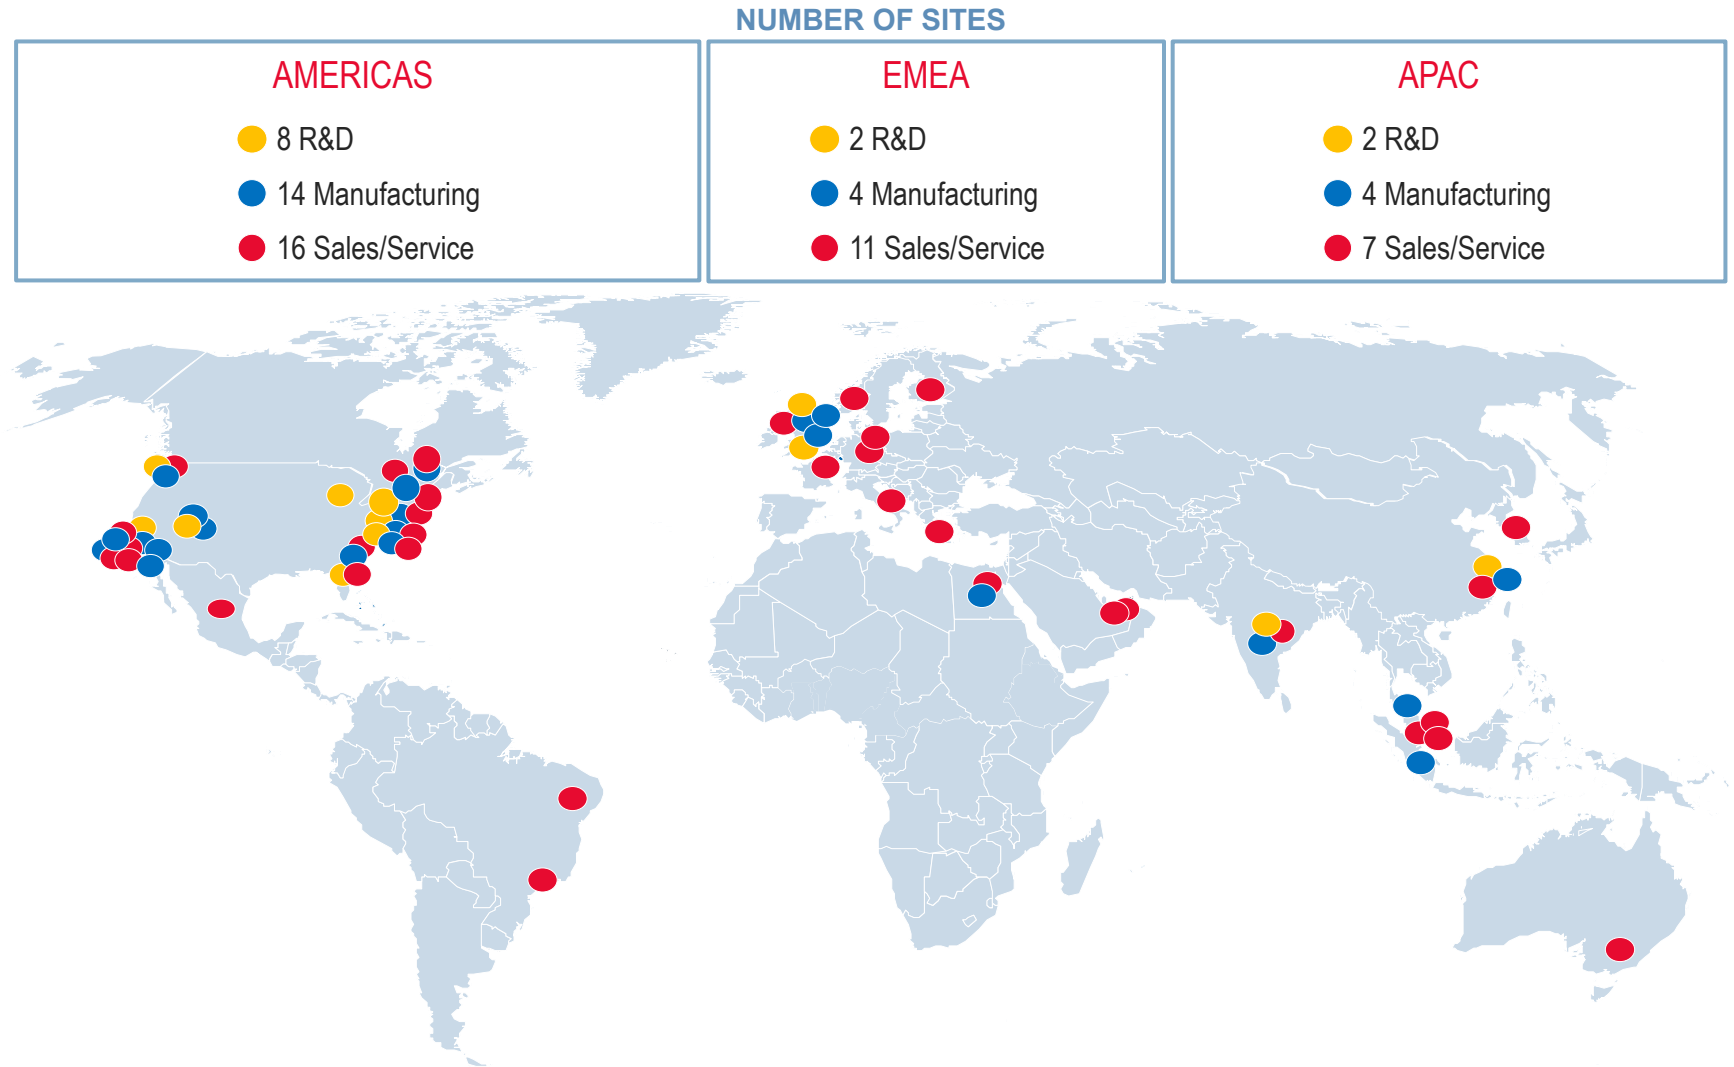 NUMBER OF SITES
AMERICAS
8 R&D
14 Manufacturing
16 Sales/Service
EMEA
2 R&D
4 Manufacturing
11 Sales/Service
APAC
2 R&D
4 Manufacturing
7 Sales/Service